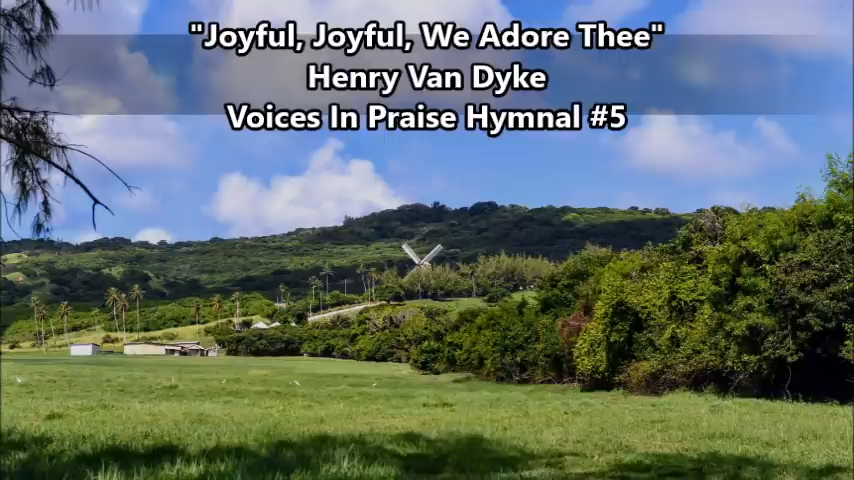 "Joyful, Joyful, We Adore Thee"
Henry Van Dyke
Voices In Praise Hymnal #5